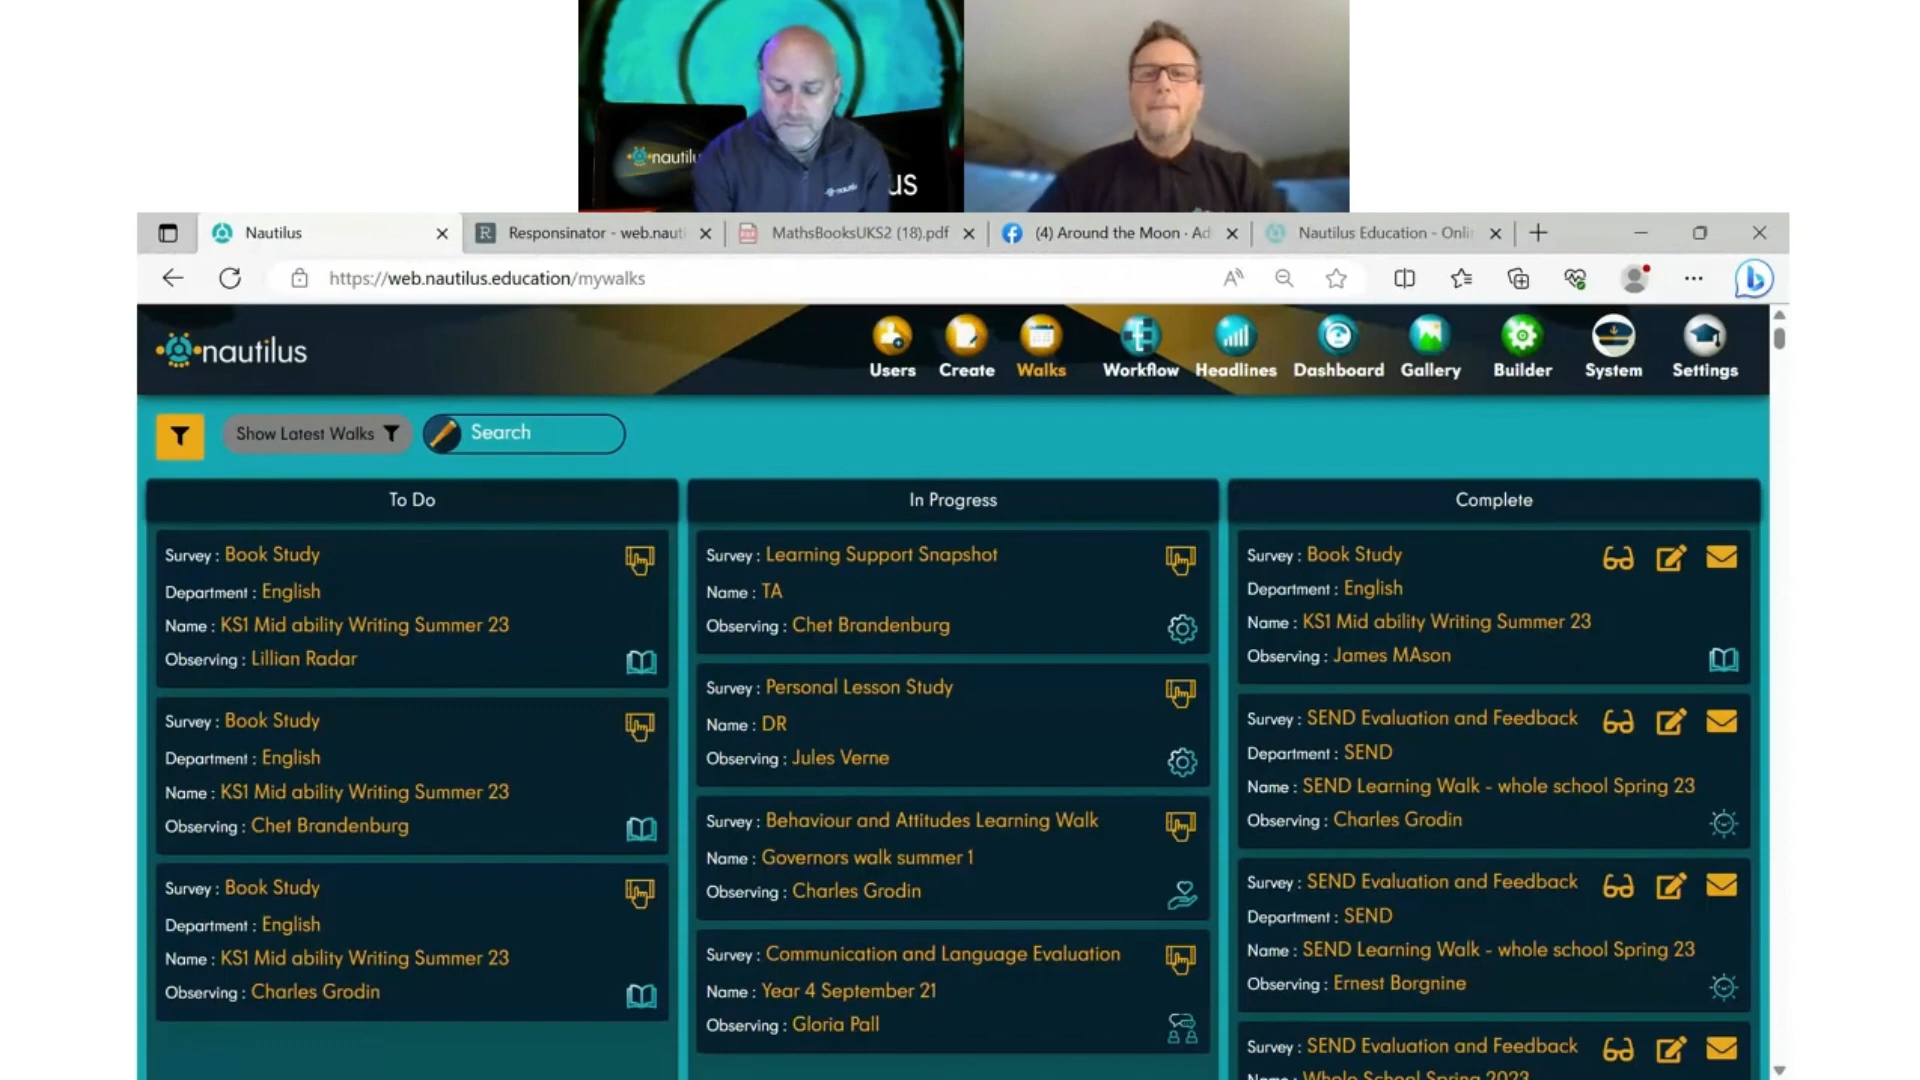 nautilu
us
nautilus
Nautilus
Responsinator - web.nauti
MathsBooksUKS2 (18).pdf
(4) Around the Moon · Ad
Nautilus Education - Onli
https://web.nautilus.education/mywalks
nautilus
Users
Create
Walks
Workflow
Headlines
Dashboard
Gallery
Builder
System
Settings
Show Latest Walks
Search
To Do
Survey : Book Study
Department : English
Name : KS1 Mid ability Writing Summer 23
Observing : Lillian Radar
Survey : Book Study
Department : English
Name : KS1 Mid ability Writing Summer 23
Observing : Chet Brandenburg
Survey : Book Study
Department : English
Name : KS1 Mid ability Writing Summer 23
Observing : Charles Grodin
In Progress
Survey : Learning Support Snapshot
Name : TA
Observing : Chet Brandenburg
Survey : Personal Lesson Study
Name : DR
Observing : Jules Verne
Survey : Behaviour and Attitudes Learning Walk
Name : Governors walk summer 1
Observing : Charles Grodin
Survey : Communication and Language Evaluation
Name : Year 4 September 21
Observing : Gloria Pall
Complete
Survey : Book Study
Department : English
Name : KS1 Mid ability Writing Summer 23
Observing : James MAson
Survey : SEND Evaluation and Feedback
Department : SEND
Name : SEND Learning Walk - whole school Spring 23
Observing : Charles Grodin
Survey : SEND Evaluation and Feedback
Department : SEND
Name : SEND Learning Walk - whole school Spring 23
Observing : Ernest Borgnine
Survey : SEND Evaluation and Feedback
Name : Whole School Spring 2023